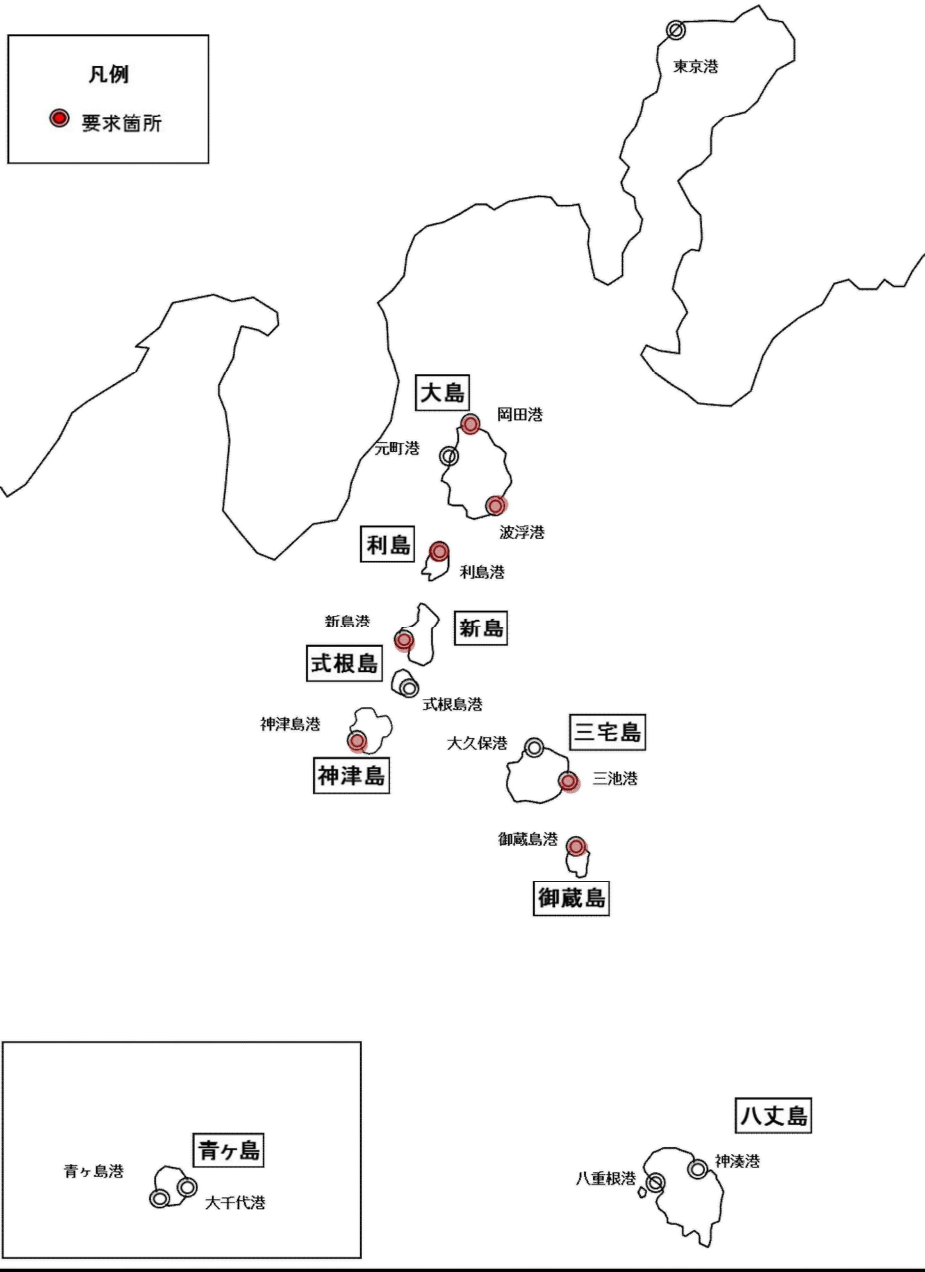 凡例
要求箇所
東京港
大島
岡田港
元町港
波浮港
利島
利島港
新島港
新島
式根島
式根島港
神津島港
神津島
大久保港
三宅島
三池港
御蔵島港
御蔵島
青ヶ島
青ヶ島港
大千代港
八丈島
神湊港
八重根港